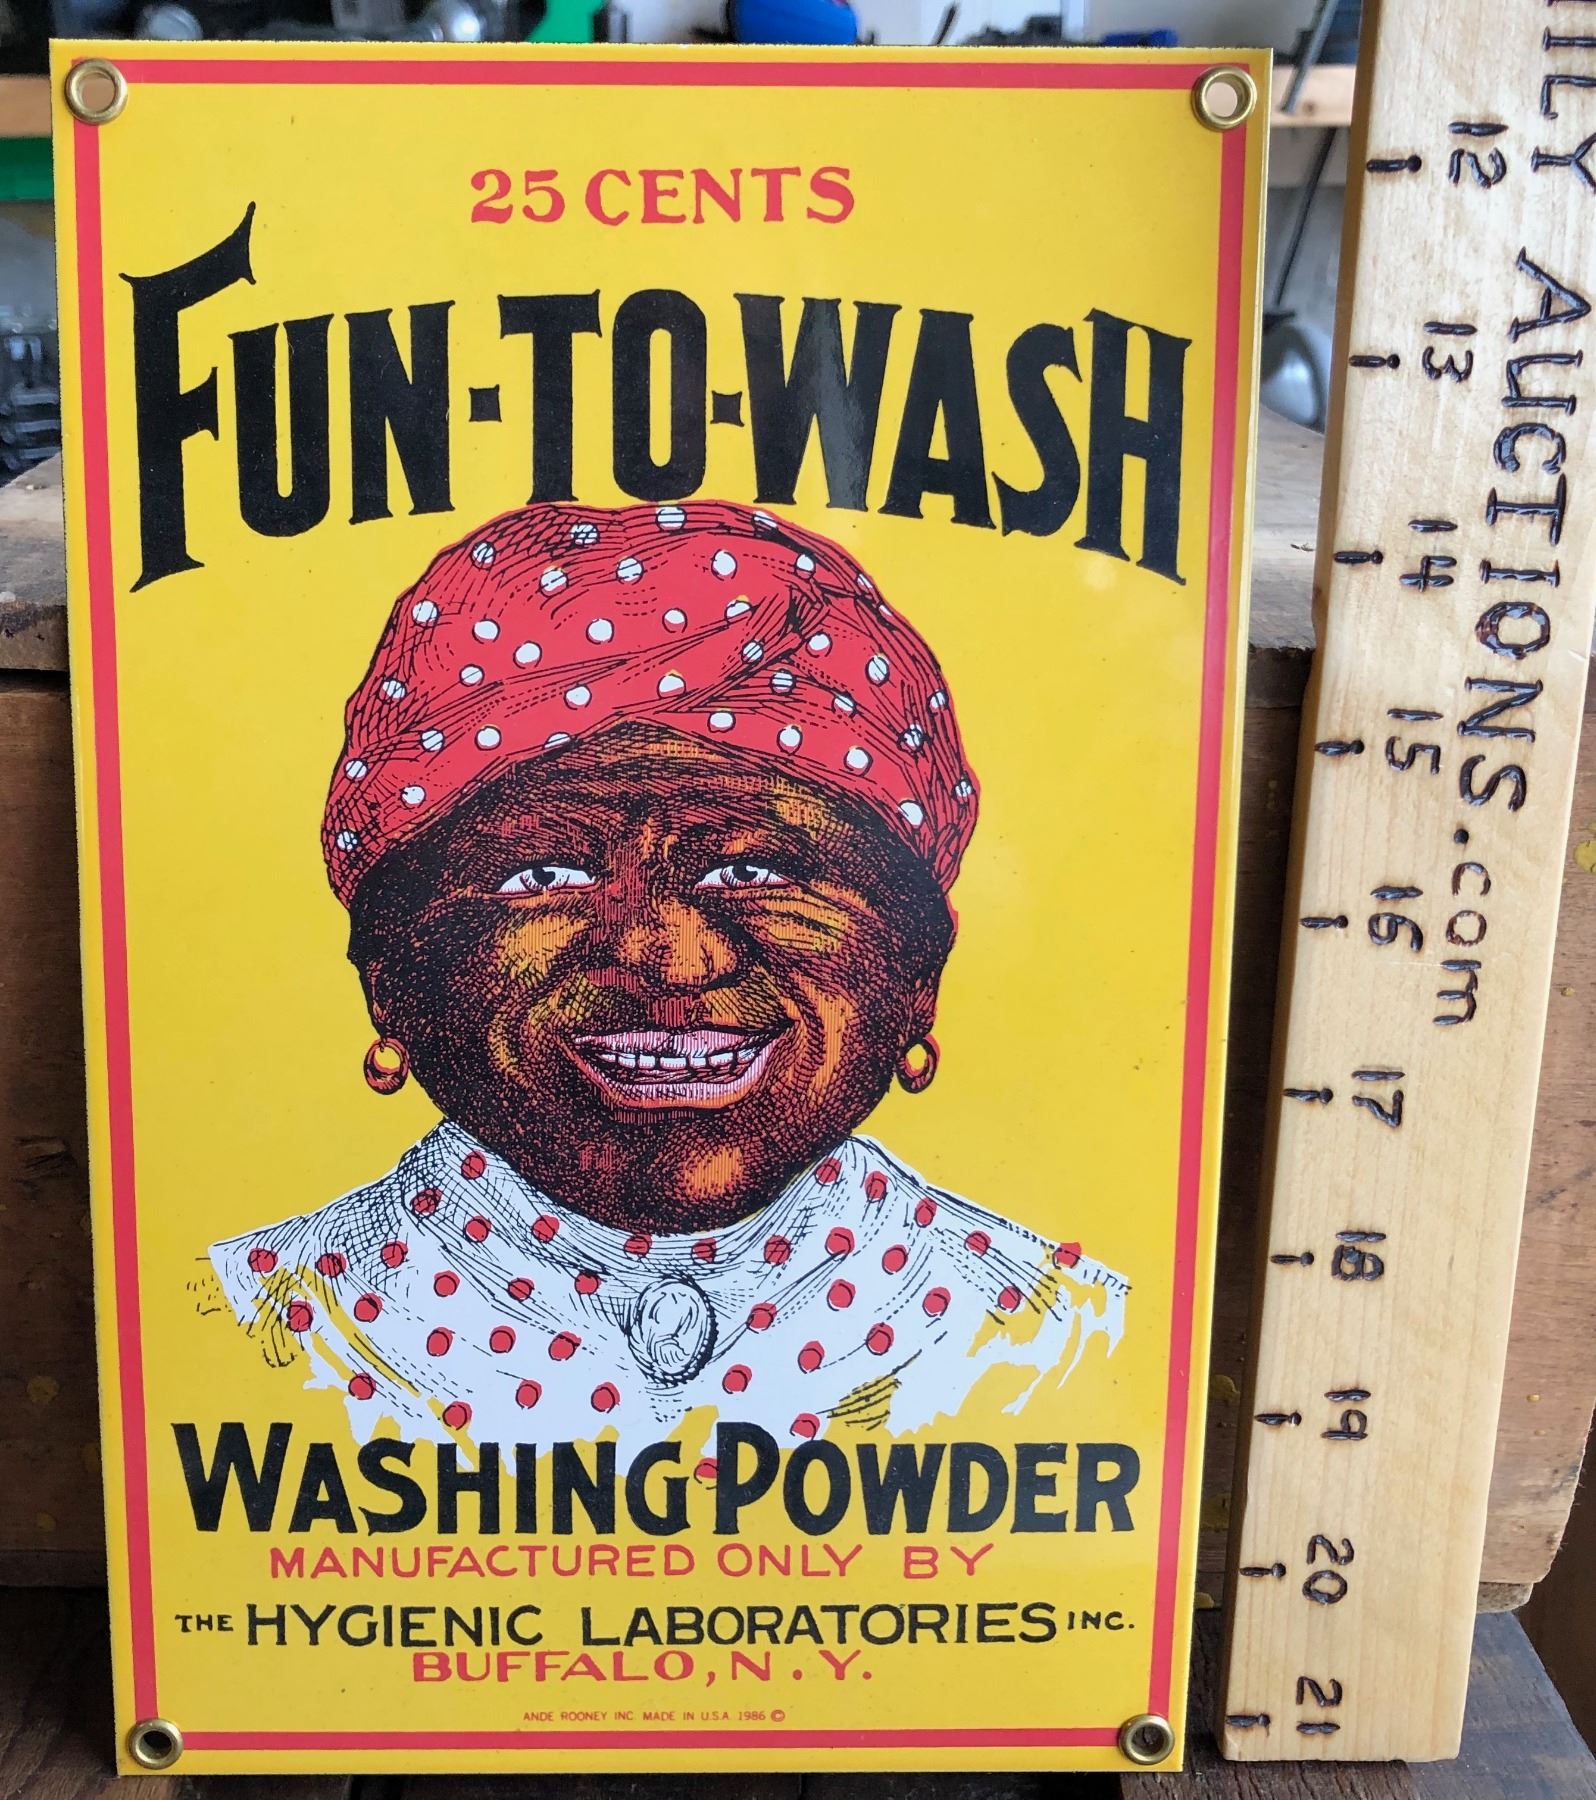 25 CENTS
FUN-TO-WASH
WASHING POWDER
MANUFACTURED ONLY BY
THE HYGIENIC LABORATORIES INC.
BUFFALO, N.Y.
ANDE ROONEY INC. MADE IN U.S.A. 1986 ©
AUCTIONS.com
12
13
14
15
16
17
18
19
20
21